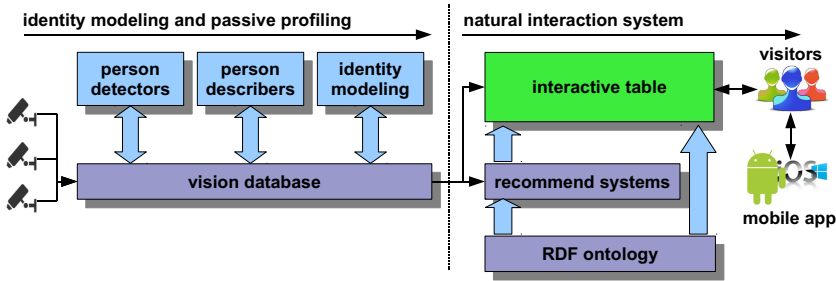 identity modeling and passive profiling
natural interaction system
person
detectors
person
describers
identity
modeling
interactive table
visitors
vision database
recommend systems
iOS
mobile app
RDF ontology